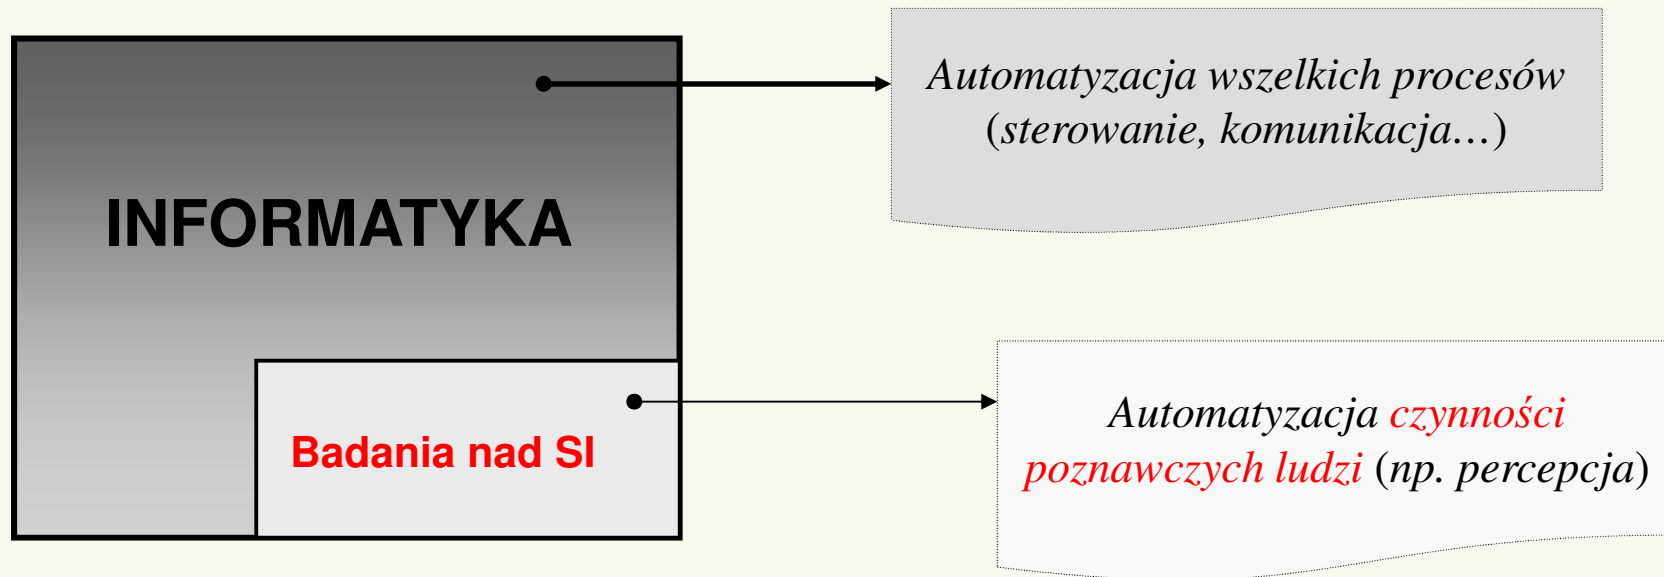 Automatyzacja wszelkich procesów
(sterowanie, komunikacja…)
INFORMATYKA
Automatyzacja czynności
poznawczych ludzi (np. percepcja)
Badania nad SI